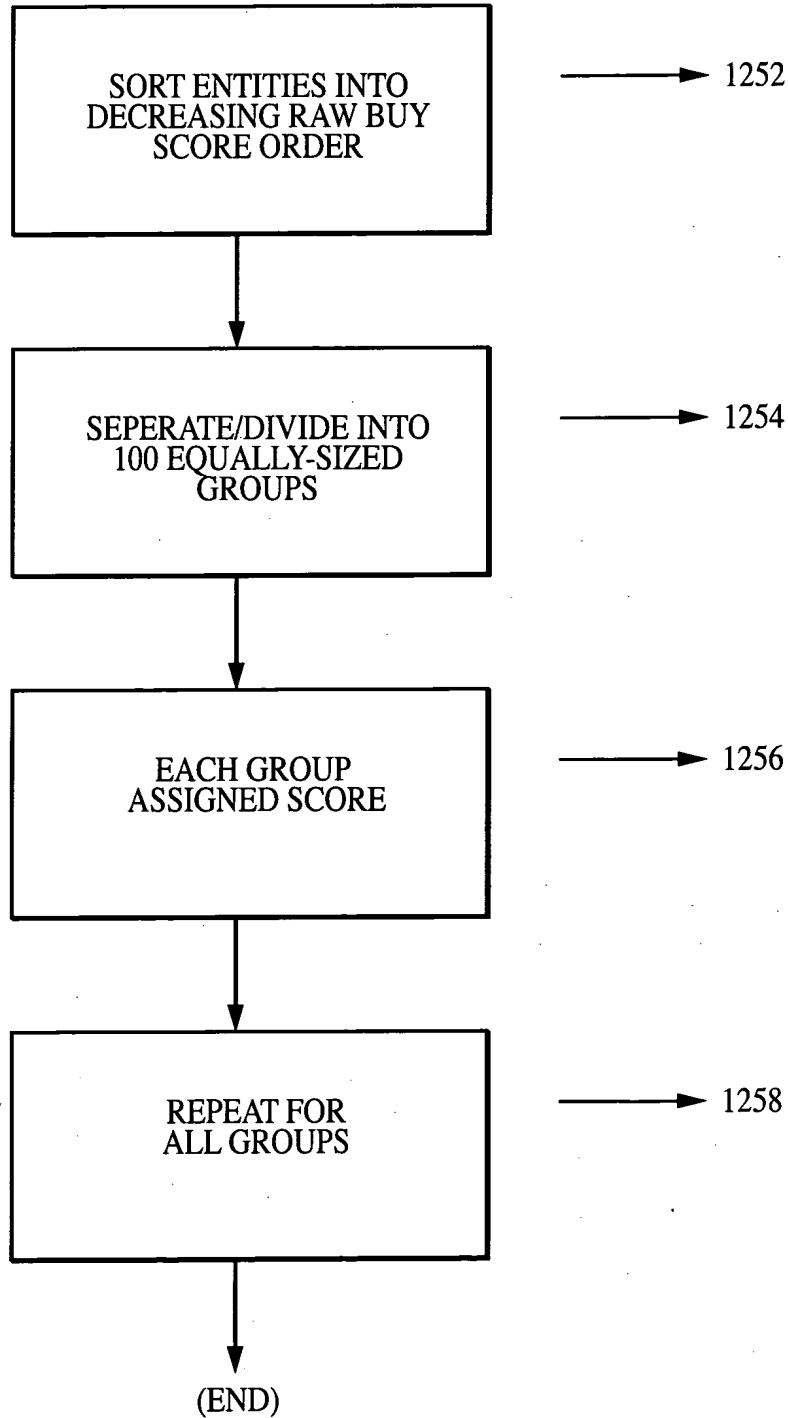 SORT ENTITIES INTO
DECREASING RAW BUY
SCORE ORDER
1252
SEPERATE/DIVIDE INTO
100 EQUALLY-SIZED
GROUPS
1254
EACH GROUP
ASSIGNED SCORE
1256
REPEAT FOR
ALL GROUPS
1258
(END)